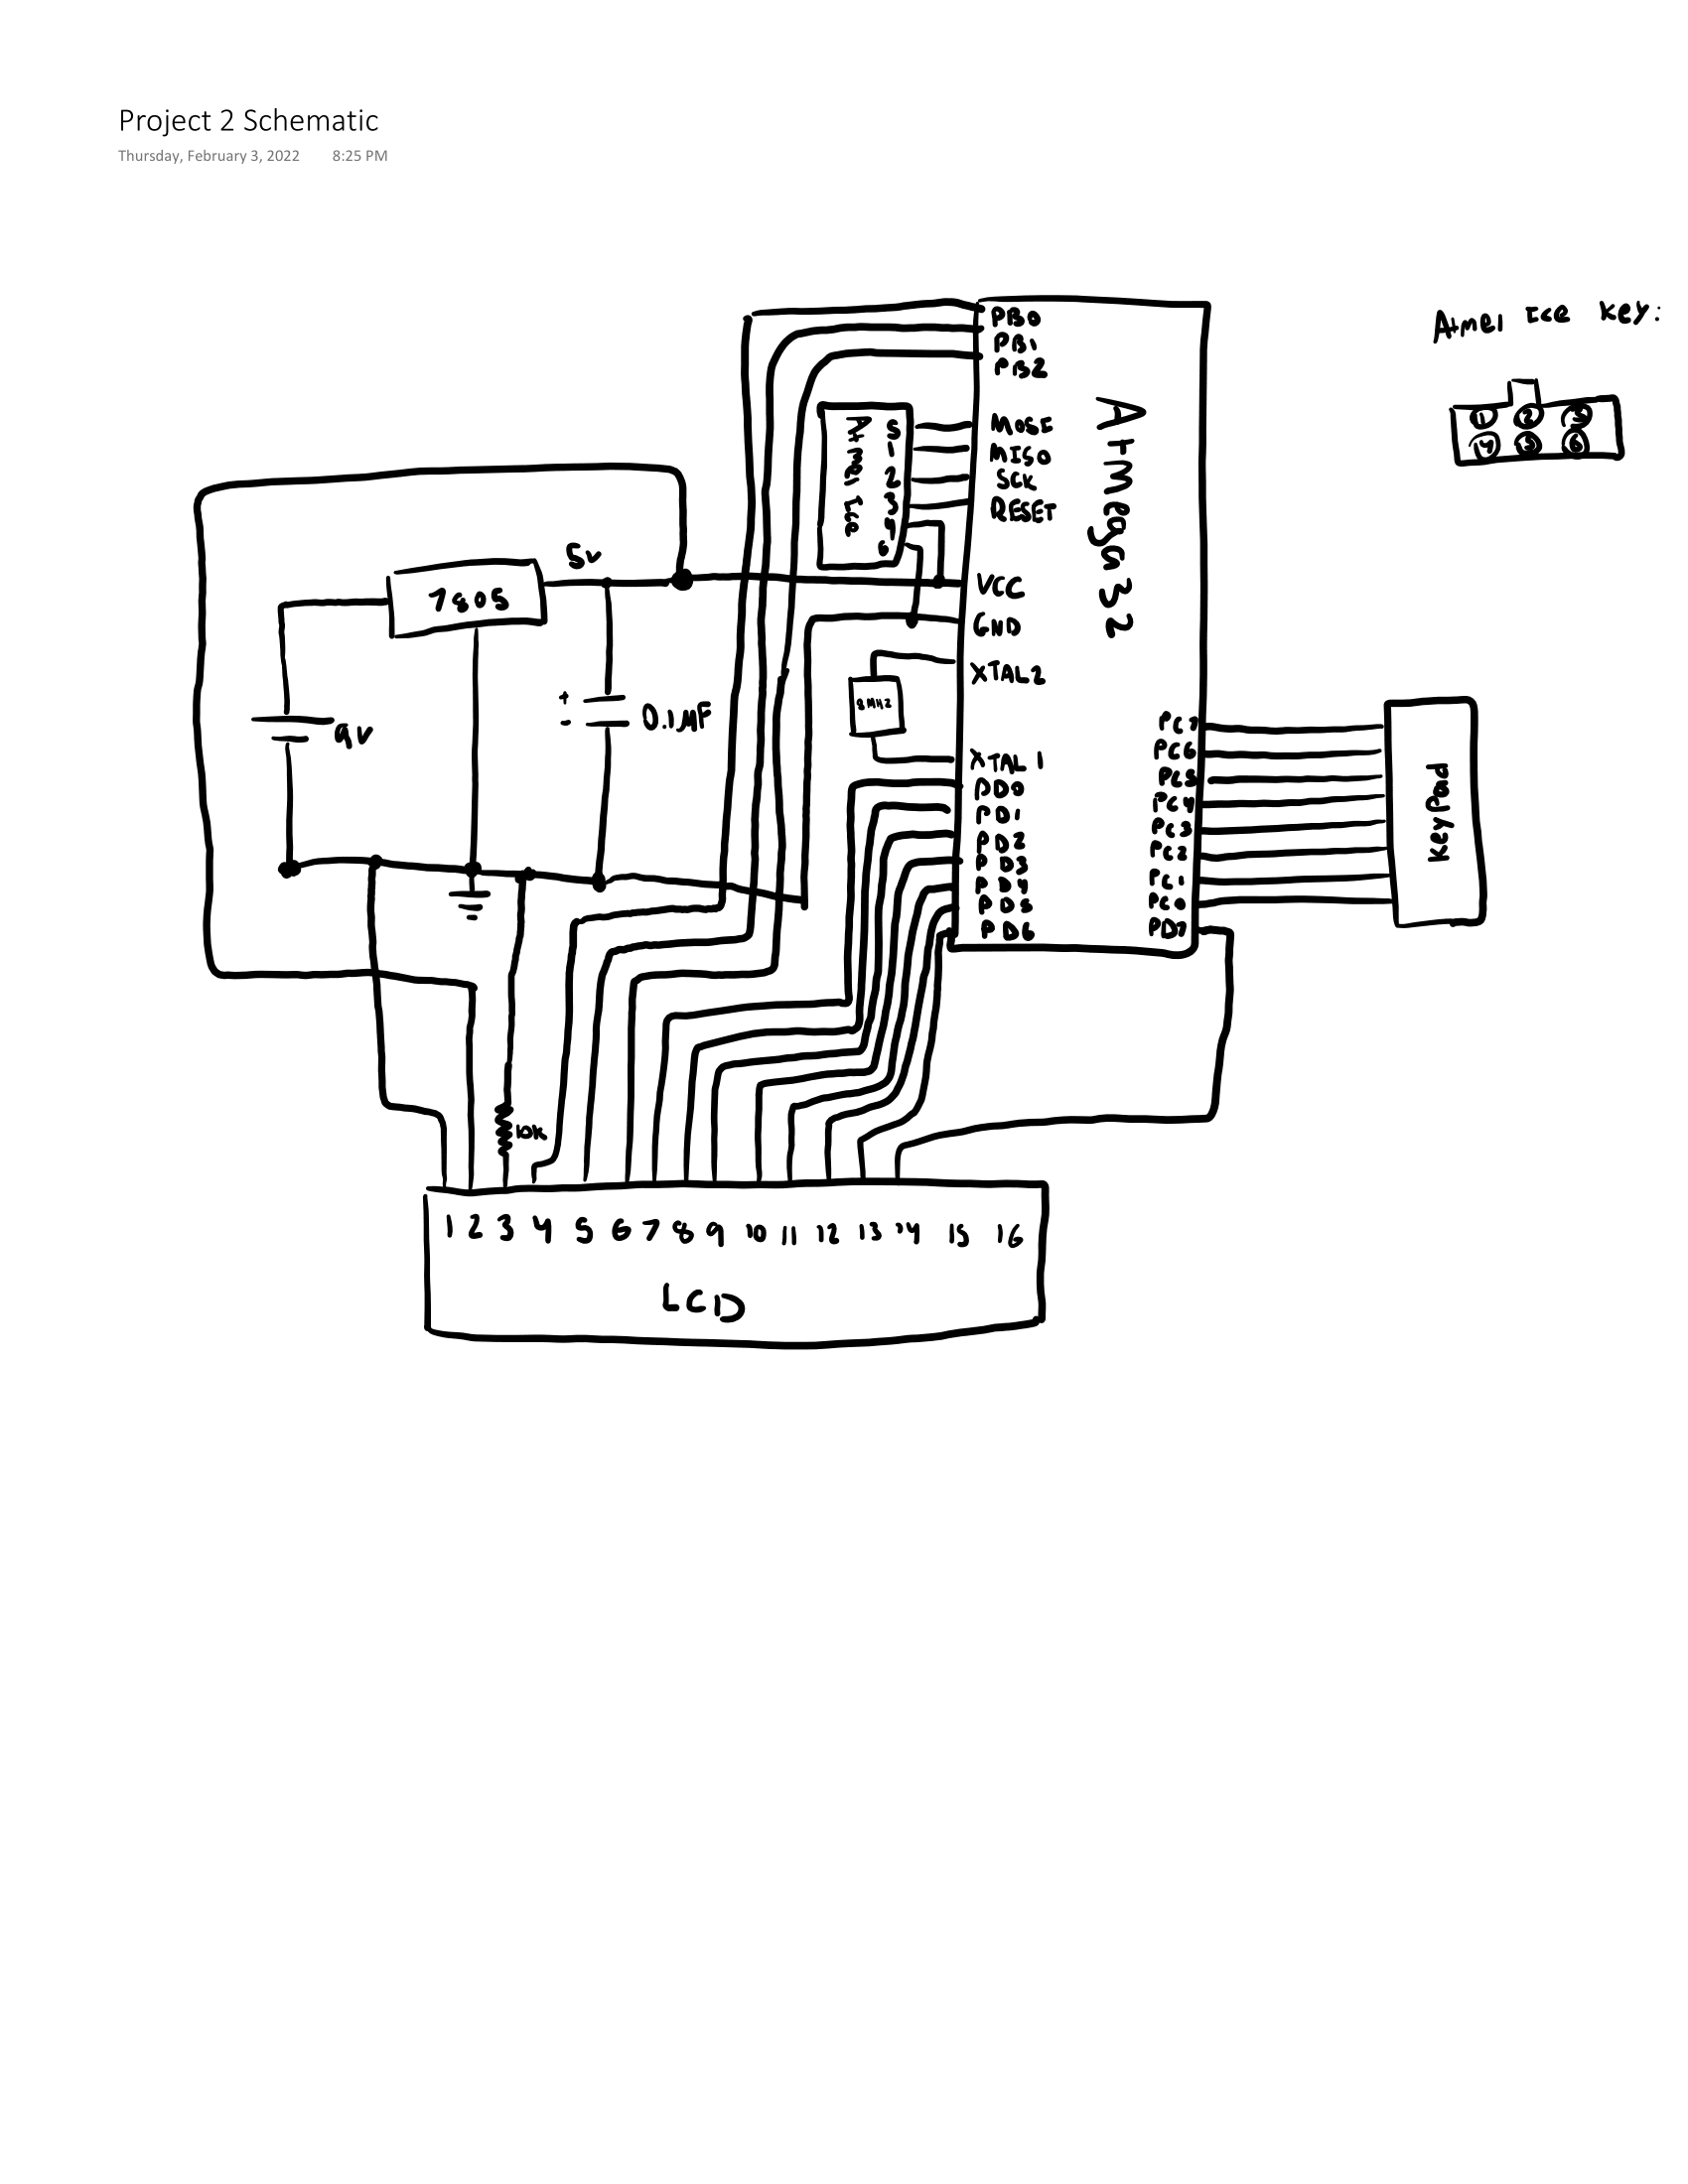 Project 2 Schematic
Thursday, February 3, 2022 8:25 PM
Atmel Ice Key:
1 2 3
4 5 6
PB0
PB1
PB2
Atmega 32
MOSI
MISO
SCK
RESET
Atmel Ice
5
1
2
3
4
6
VCC
GND
XTAL2
8MHz
XTAL 1
PD0
PD1
PD2
PD3
PD4
PD5
PD6
PC7
PC6
PC5
PC4
PC3
PC2
PC1
PC0
PD7
Keypad
5v
7805
9v
+
-
0.1MF
10K
1 2 3 4 5 6 7 8 9 10 11 12 13 14 15 16
LCD